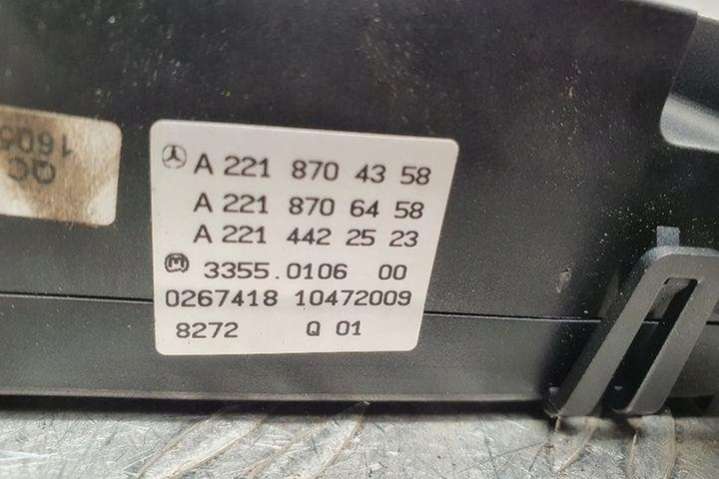 A 221 870 43 58
A 221 870 64 58
A 221 442 25 23
M 3355.0106 00
0267418 10472009
8272 Q 01
QC